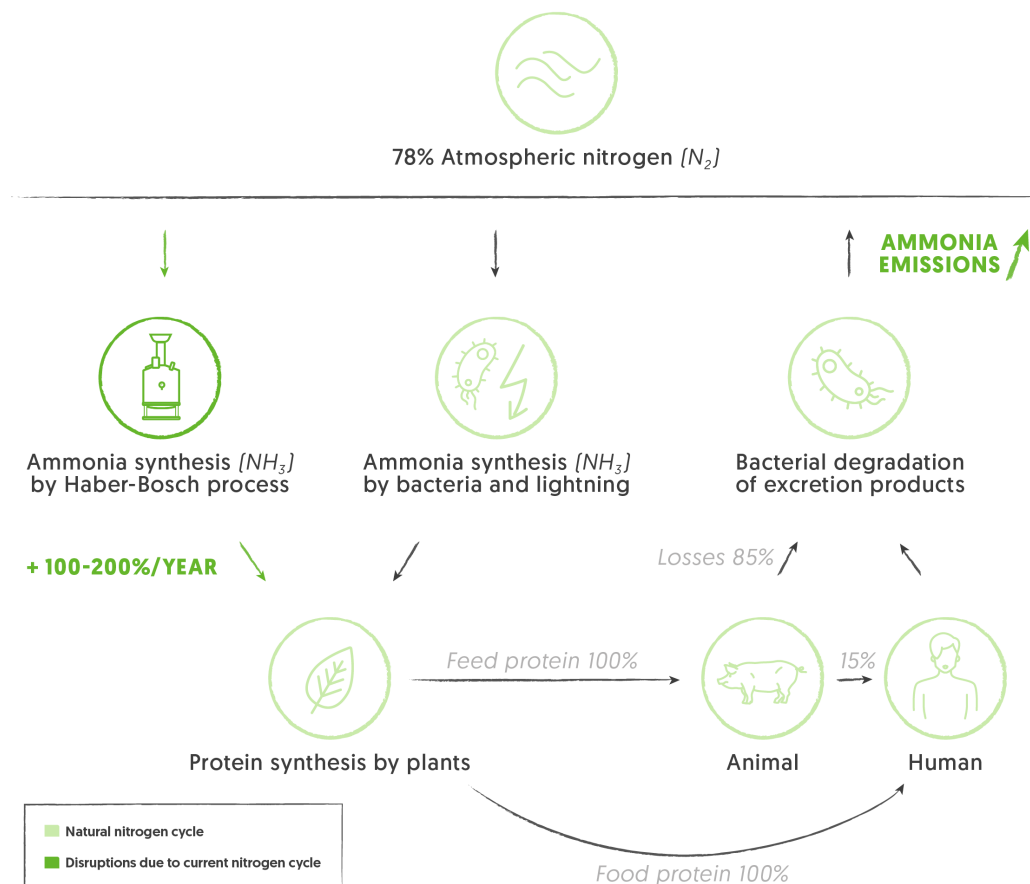 78% Atmospheric nitrogen (N₂)
AMMONIA
EMISSIONS
Ammonia synthesis (NH₃)
by Haber-Bosch process
Ammonia synthesis (NH₃)
by bacteria and lightning
Bacterial degradation
of excretion products
+ 100-200%/YEAR
Losses 85%
Feed protein 100%
15%
Protein synthesis by plants
Animal
Human
Food protein 100%
Natural nitrogen cycle
Disruptions due to current nitrogen cycle